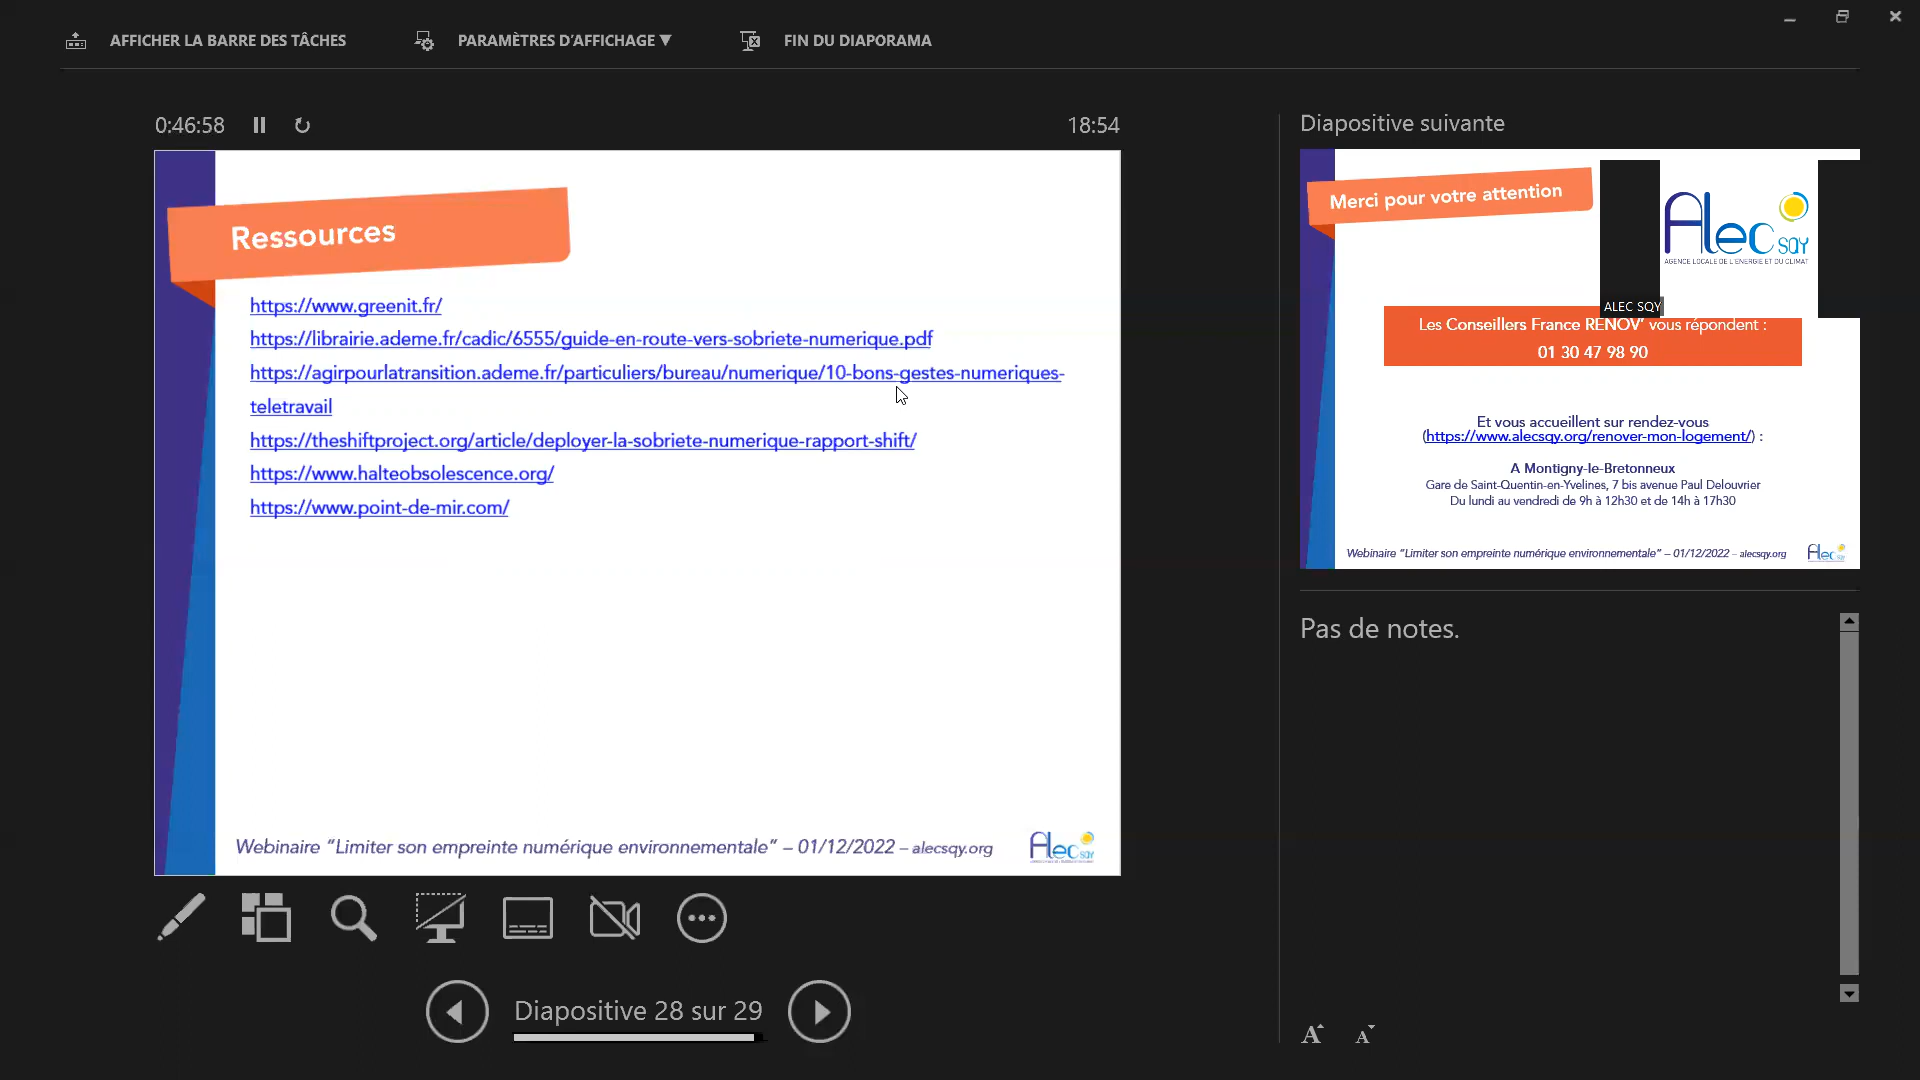 AFFICHER LA BARRE DES TÂCHES
PARAMÈTRES D'AFFICHAGE ▼
FIN DU DIAPORAMA
0:46:58
18:54
Ressources
https://www.greenit.fr/
https://librairie.ademe.fr/cadic/6555/guide-en-route-vers-sobriete-numerique.pdf
https://agirpourlatransition.ademe.fr/particuliers/bureau/numerique/10-bons-gestes-numeriques-
teletravail
https://theshiftproject.org/article/deployer-la-sobriete-numerique-rapport-shift/
https://www.halteobsolescence.org/
https://www.point-de-mir.com/
Webinaire “Limiter son empreinte numérique environnementale” – 01/12/2022 – alecsqy.org
Alec SQY
Diapositive 28 sur 29
Diapositive suivante
Merci pour votre attention
Alec SQY
AGENCE LOCALE DE L'ENERGIE ET DU CLIMAT
ALEC SQY
Les Conseillers France RENOV' vous répondent :
01 30 47 98 90
Et vous accueillent sur rendez-vous
(https://www.alecsqy.org/renover-mon-logement/) :
A Montigny-le-Bretonneux
Gare de Saint-Quentin-en-Yvelines, 7 bis avenue Paul Delouvrier
Du lundi au vendredi de 9h à 12h30 et de 14h à 17h30
Webinaire “Limiter son empreinte numérique environnementale” – 01/12/2022 – alecsqy.org
Alec
Pas de notes.
A A